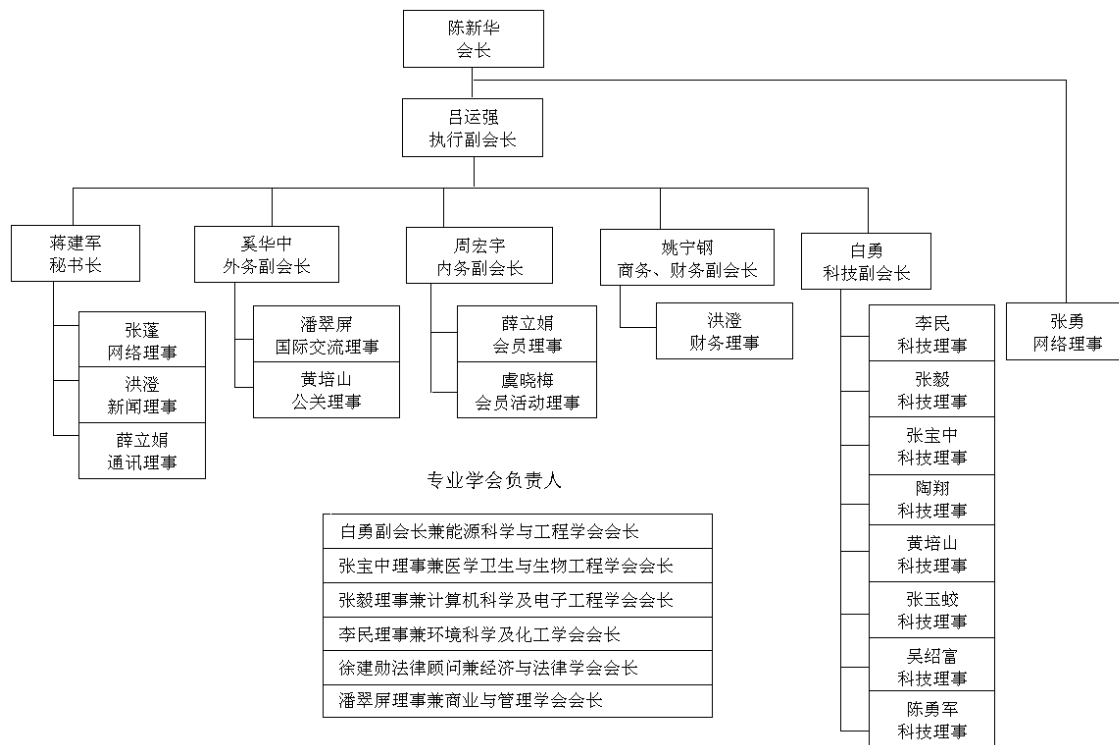 陈新华
会长
吕运强
执行副会长
蒋建军
秘书长
奚华中
外务副会长
周宏宇
内务副会长
姚宁钢
商务、财务副会长
白勇
科技副会长
张蓬
网络理事
洪澄
新闻理事
薛立娟
通讯理事
潘翠屏
国际交流理事
黄培山
公关理事
薛立娟
会员理事
虞晓梅
会员活动理事
洪澄
财务理事
李民
科技理事
张毅
科技理事
张宝中
科技理事
陶翔
科技理事
黄培山
科技理事
张玉蛟
科技理事
吴绍富
科技理事
陈勇军
科技理事
张勇
网络理事
专业学会负责人
白勇副会长兼能源科学与工程学会会长
张宝中理事兼医学卫生与生物工程学会会长
张毅理事兼计算机科学及电子工程学会会长
李民理事兼环境科学及化工学会会长
徐建勋法律顾问兼经济与法律学会会长
潘翠屏理事兼商业与管理学会会长